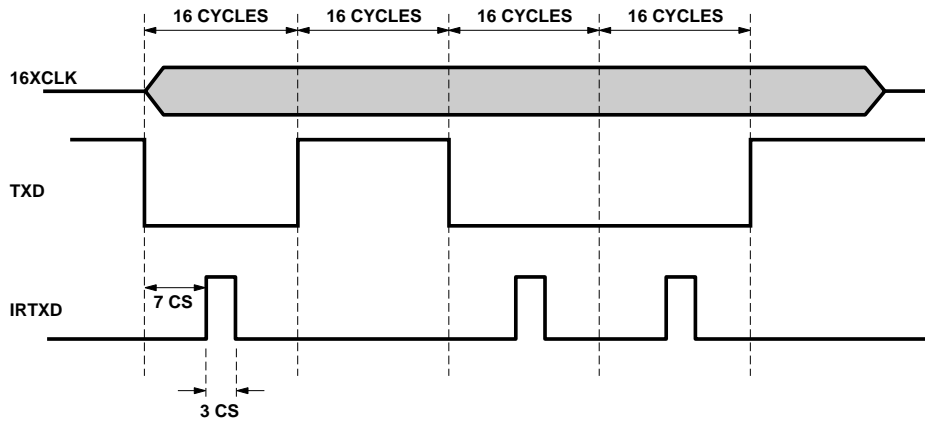 16 CYCLES 16 CYCLES 16 CYCLES 16 CYCLES
16XCLK
TXD
7 CS
IRTXD
3 CS